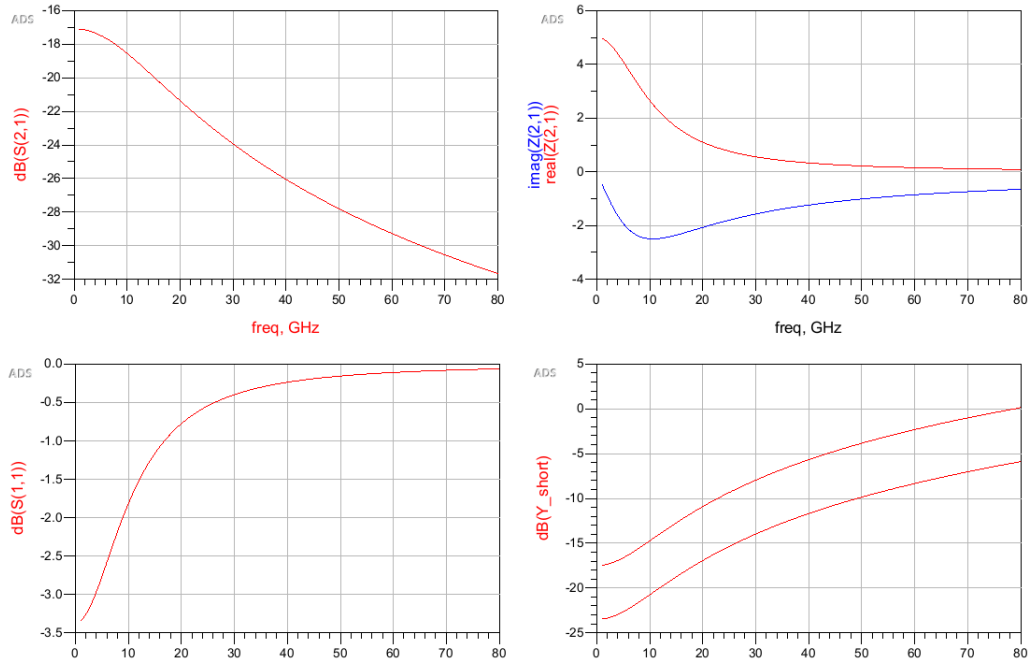 ADS
-16
-18
-20
-22
-24
-26
-28
-30
-32
dB(S(2,1))
0 10 20 30 40 50 60 70 80
freq, GHz
ADS
6
4
2
0
-2
-4
imag(Z(2,1))
real(Z(2,1))
0 10 20 30 40 50 60 70 80
freq, GHz
ADS
0.0
-0.5
-1.0
-1.5
-2.0
-2.5
-3.0
-3.5
dB(S(1,1))
0 10 20 30 40 50 60 70 80
ADS
5
0
-5
-10
-15
-20
-25
dB(Y_short)
0 10 20 30 40 50 60 70 80